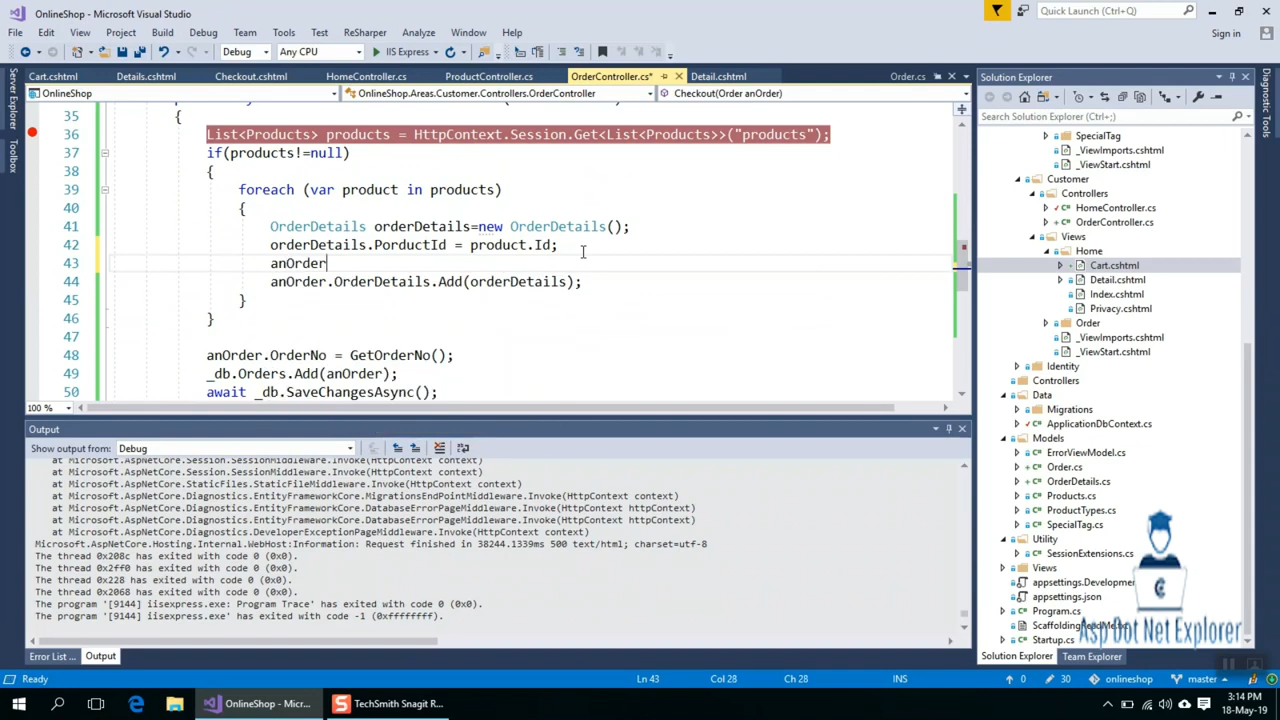 OnlineShop - Microsoft Visual Studio
Quick Launch (Ctrl+Q)
File Edit View Project Build Debug Team Tools Test ReSharper Analyze Window Help
Sign in
Debug Any CPU IIS Express
Cart.cshtml Details.cshtml Checkout.cshtml HomeController.cs ProductController.cs OrderController.cs* Detail.cshtml Order.cs
OnlineShop OnlineShop.Areas.Customer.Controllers.OrderController Checkout(Order anOrder)
35 {
36 List<Products> products = HttpContext.Session.Get<List<Products>>("products");
37 if(products!=null)
38 {
39 foreach (var product in products)
40 {
41 OrderDetails orderDetails=new OrderDetails();
42 orderDetails.PorductId = product.Id;
43 anOrder
44 anOrder.OrderDetails.Add(orderDetails);
45 }
46 }
47
48 anOrder.OrderNo = GetOrderNo();
49 _db.Orders.Add(anOrder);
50 await _db.SaveChangesAsync();
100 %
Output
Show output from: Debug
at Microsoft.AspNetCore.Session.SessionMiddleware.Invoke(HttpContext context)
at Microsoft.AspNetCore.Session.SessionMiddleware.Invoke(HttpContext context)
at Microsoft.AspNetCore.StaticFiles.StaticFileMiddleware.Invoke(HttpContext context)
at Microsoft.AspNetCore.Diagnostics.EntityFrameworkCore.MigrationsEndPointMiddleware.Invoke(HttpContext context)
at Microsoft.AspNetCore.Diagnostics.EntityFrameworkCore.DatabaseErrorPageMiddleware.Invoke(HttpContext httpContext)
at Microsoft.AspNetCore.Diagnostics.EntityFrameworkCore.DatabaseErrorPageMiddleware.Invoke(HttpContext httpContext)
at Microsoft.AspNetCore.Diagnostics.DeveloperExceptionPageMiddleware.Invoke(HttpContext context)
Microsoft.AspNetCore.Hosting.Internal.WebHost:Information: Request finished in 38244.1339ms 500 text/html; charset=utf-8
The thread 0x208c has exited with code 0 (0x0).
The thread 0x2ff0 has exited with code 0 (0x0).
The thread 0x228 has exited with code 0 (0x0).
The thread 0x2068 has exited with code 0 (0x0).
The program '[9144] iisexpress.exe: Program Trace' has exited with code 0 (0x0).
The program '[9144] iisexpress.exe' has exited with code -1 (0xffffffff).
Error List ... Output
Server Explorer
Toolbox
Solution Explorer
Search Solution Explorer (Ctrl+;)
SpecialTag
_ViewImports.cshtml
_ViewStart.cshtml
Customer
Controllers
HomeController.cs
OrderController.cs
Views
Home
Cart.cshtml
Detail.cshtml
Index.cshtml
Privacy.cshtml
Order
_ViewImports.cshtml
_ViewStart.cshtml
Identity
Controllers
Data
Migrations
ApplicationDbContext.cs
Models
ErrorViewModel.cs
Order.cs
OrderDetails.cs
Products.cs
ProductTypes.cs
SpecialTag.cs
Utility
SessionExtensions.cs
Views
appsettings.Developmen
appsettings.json
Program.cs
Startup.cs
Asp Dot Net Explorer
Solution Explorer Team Explorer
Diagnostic Tools
Ready Ln 43 Col 28 Ch 28 INS 0 30 onlineshop master
OnlineShop - Micr... TechSmith Snagit R...
3:14 PM
18-May-19